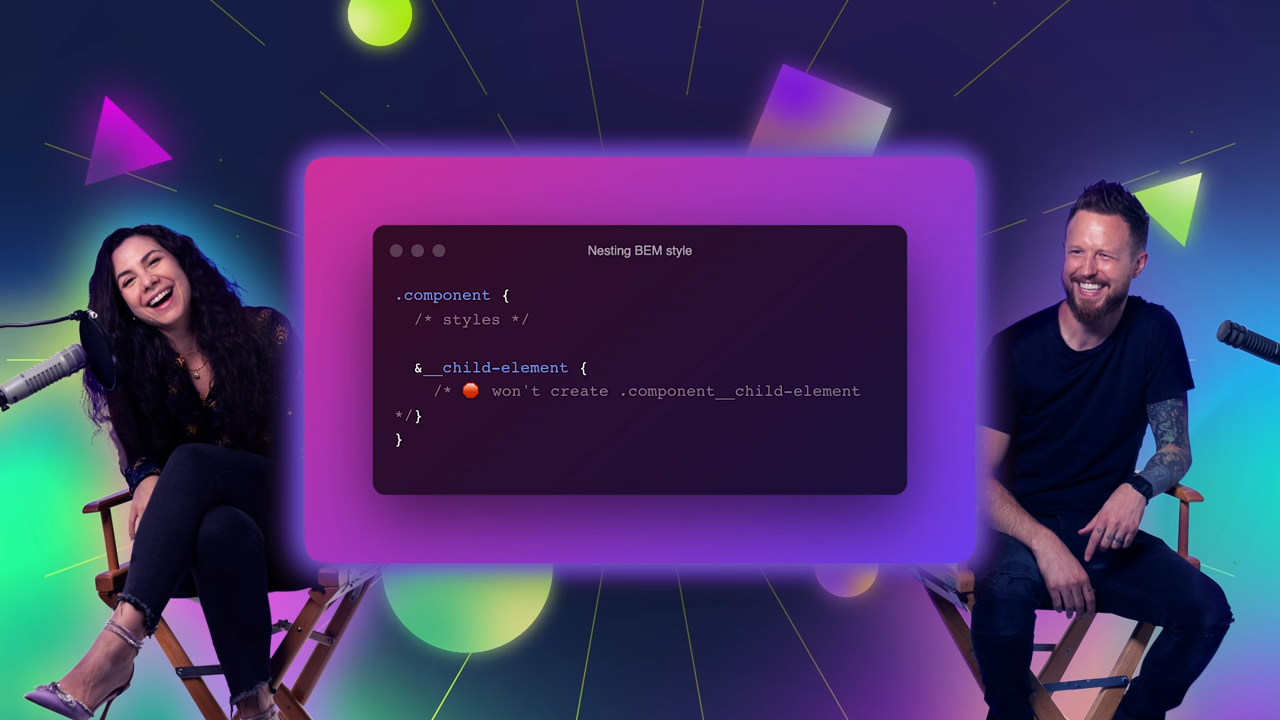 Nesting BEM style
.component {
/* styles */
&__child-element {
/* 🛑 won't create .component__child-element
*/}
}